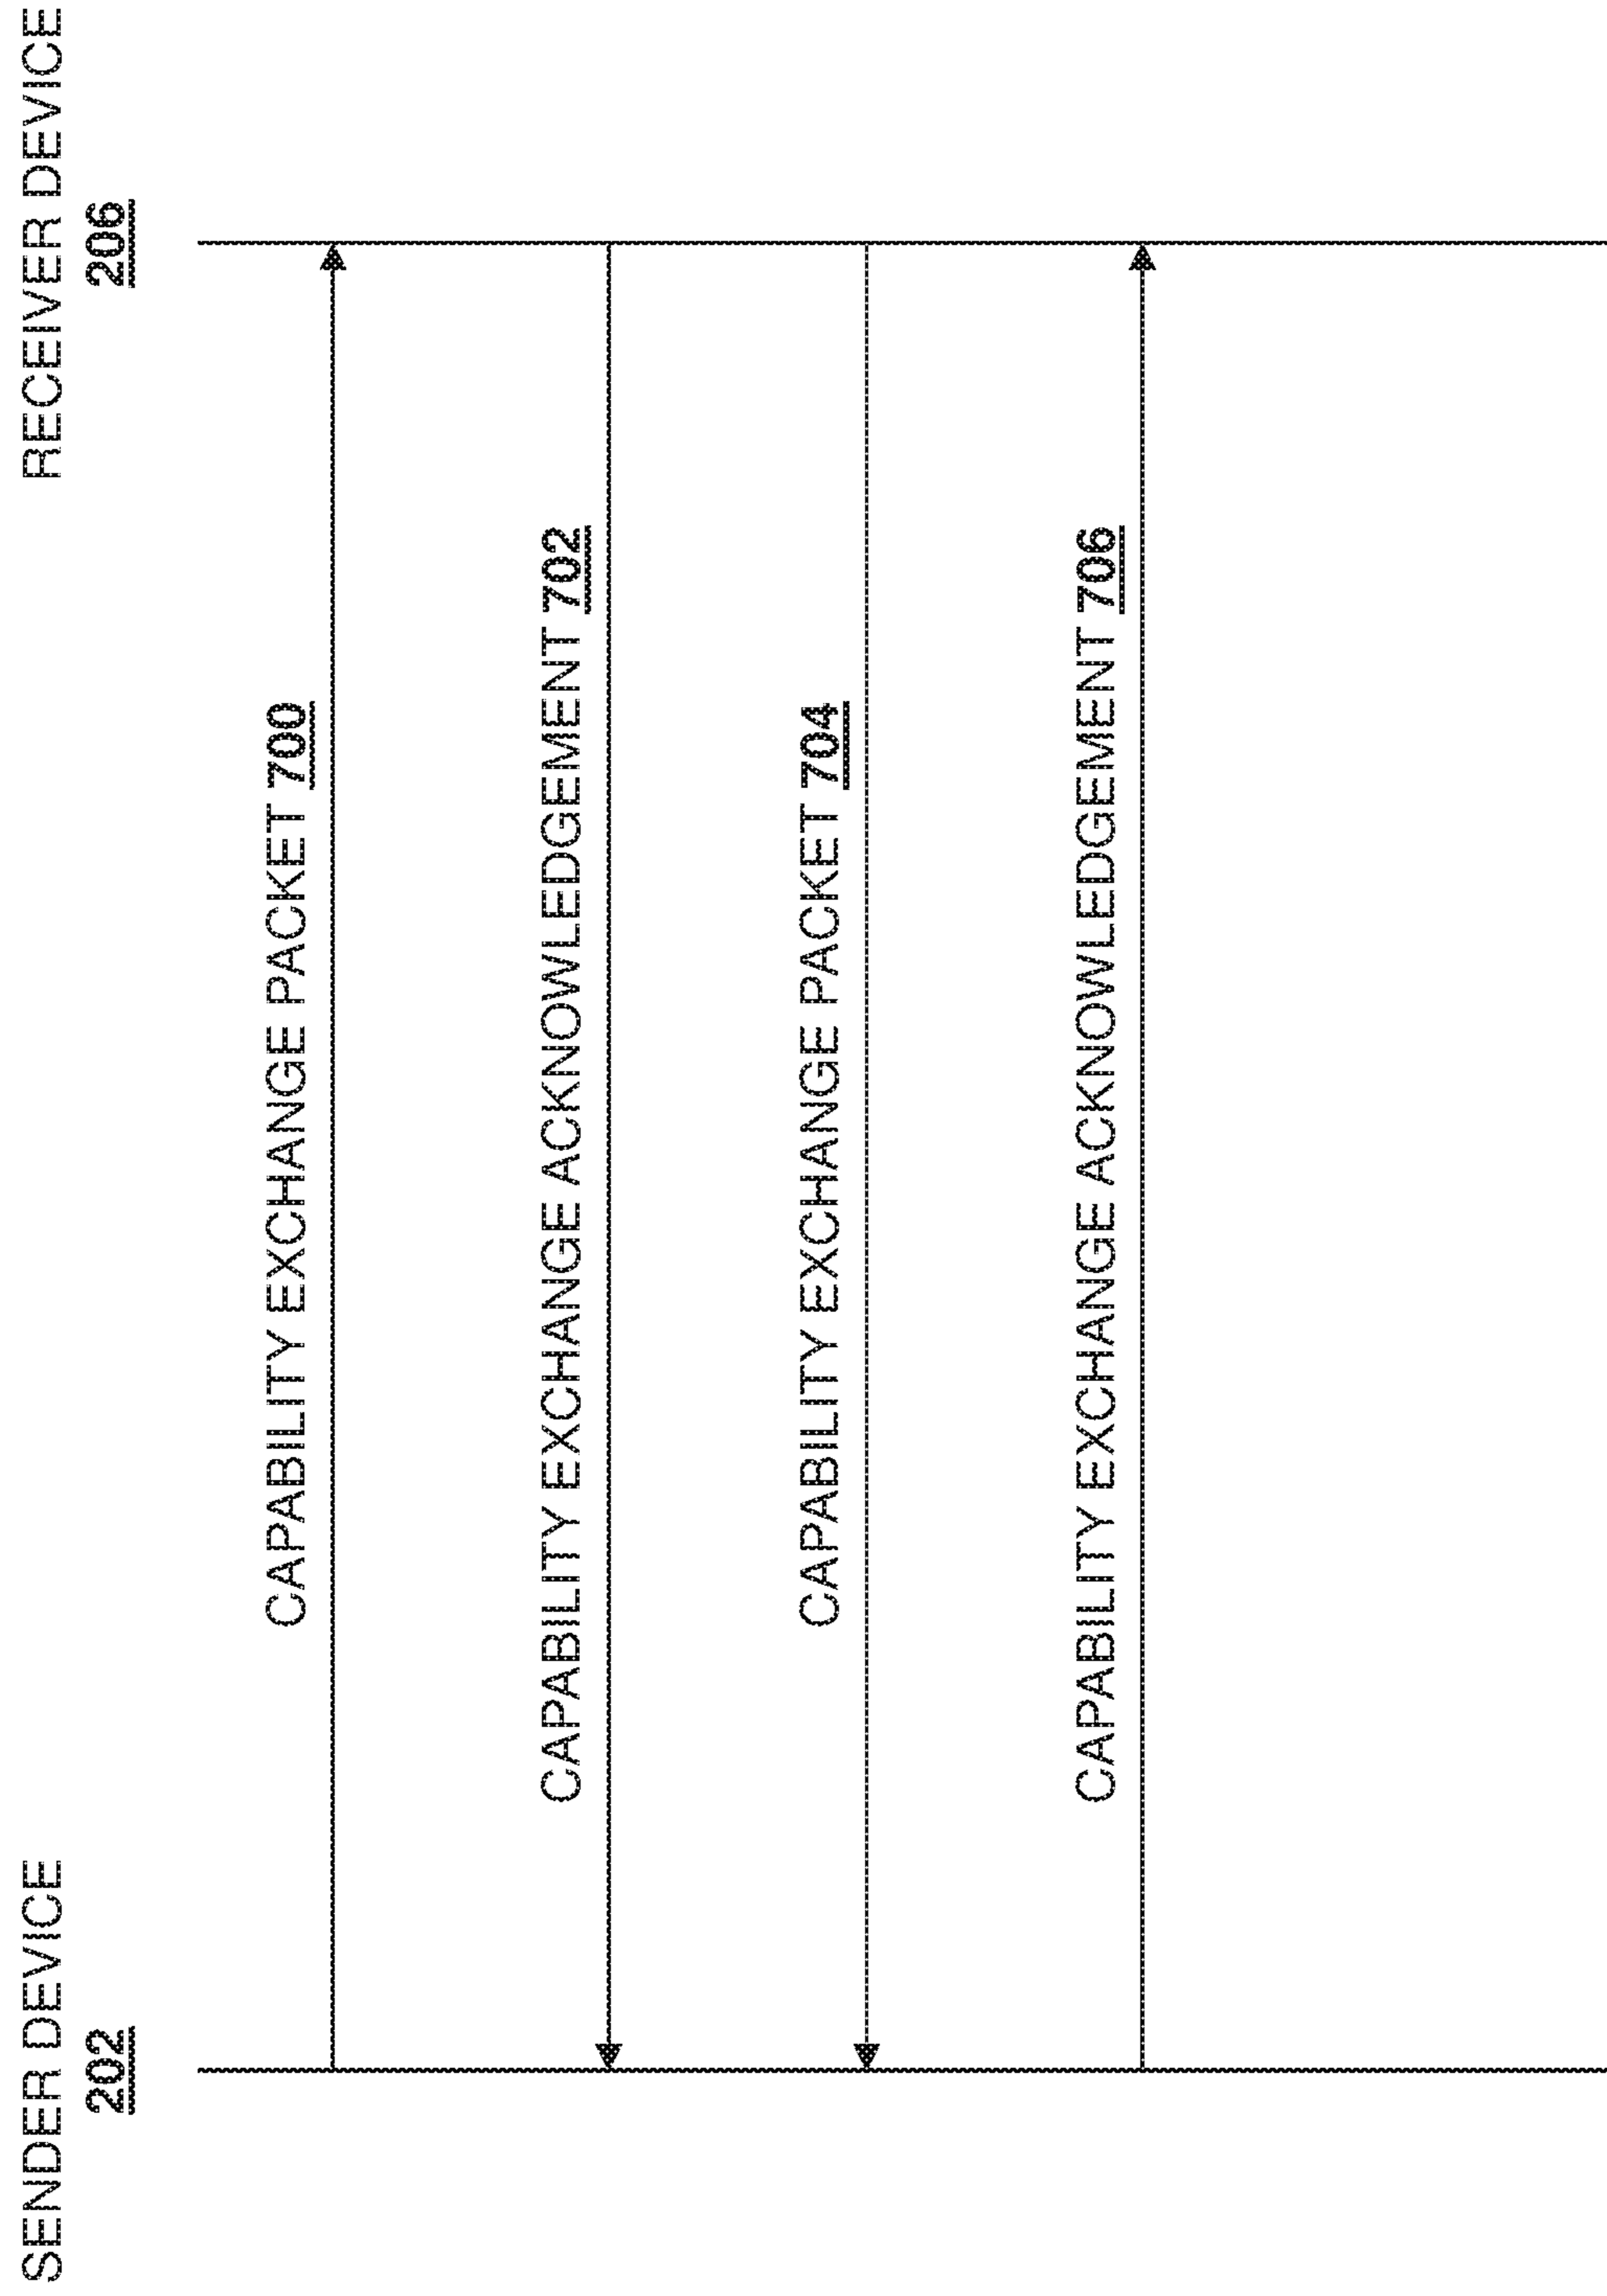 SENDER DEVICE
202
RECEIVER DEVICE
206
CAPABILITY EXCHANGE PACKET 700
CAPABILITY EXCHANGE ACKNOWLEDGEMENT 702
CAPABILITY EXCHANGE PACKET 704
CAPABILITY EXCHANGE ACKNOWLEDGEMENT 706